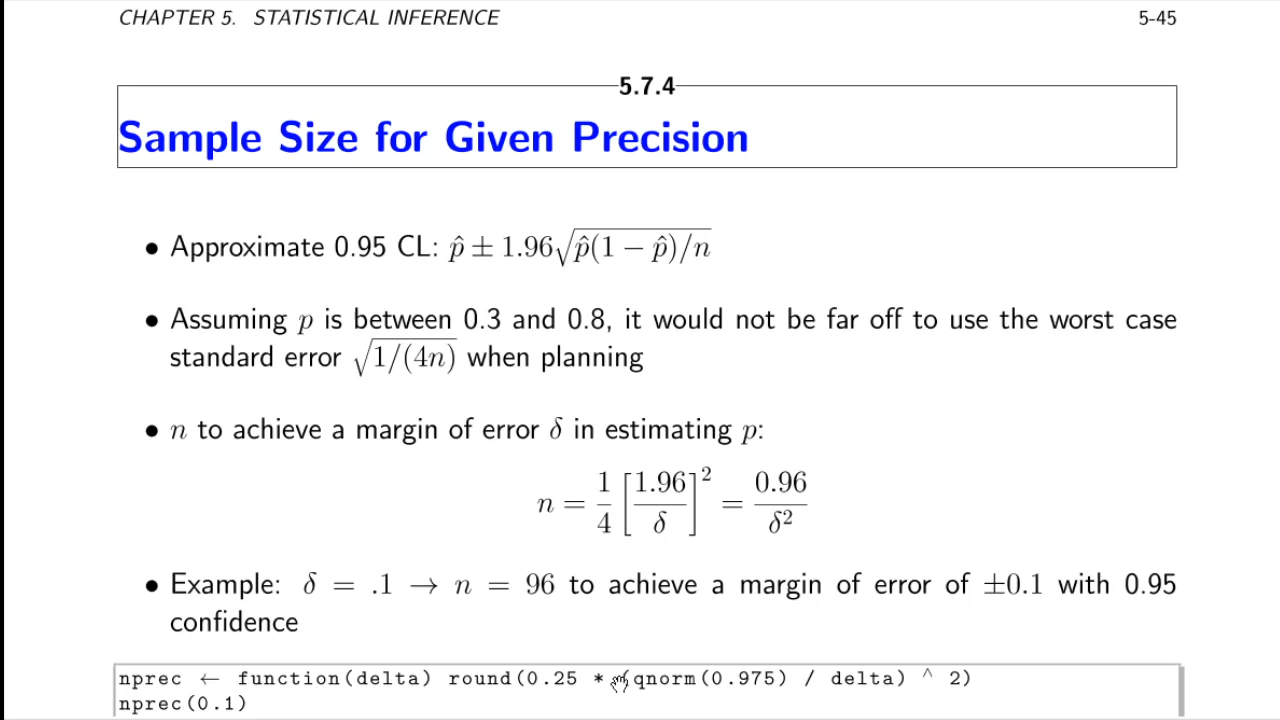 CHAPTER 5. STATISTICAL INFERENCE 5-45
5.7.4
Sample Size for Given Precision
• Approximate 0.95 CL: p̂ ± 1.96√p̂(1 − p̂)/n
• Assuming p is between 0.3 and 0.8, it would not be far off to use the worst case
standard error √1/(4n) when planning
• n to achieve a margin of error δ in estimating p:
n = 1/4 [1.96/δ]² = 0.96/δ²
• Example: δ = .1 → n = 96 to achieve a margin of error of ±0.1 with 0.95
confidence
nprec ← function(delta) round(0.25 * (qnorm(0.975) / delta) ^ 2)
nprec(0.1)